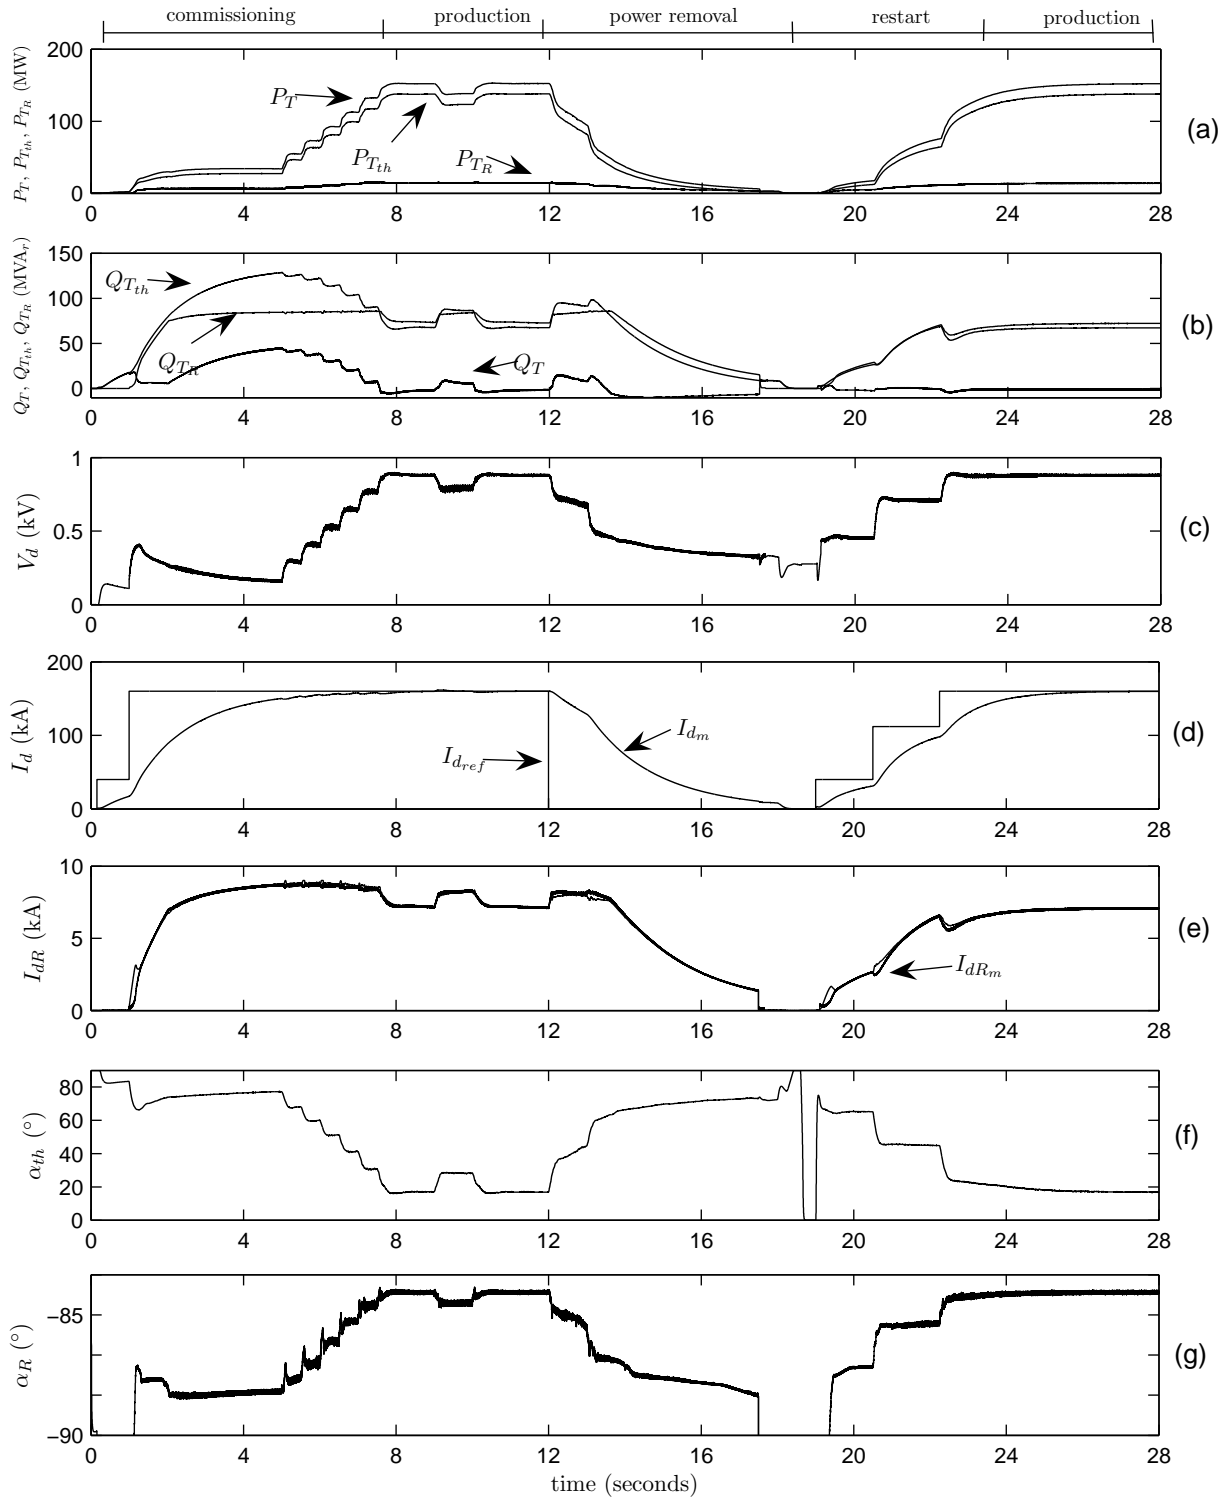 commissioning production power removal restart production
P_T, P_{T_{th}}, P_{T_R} (MW)
200
100
0
P_T
P_{T_{th}}
P_{T_R}
(a)
0 4 8 12 16 20 24 28
Q_T, Q_{T_{th}}, Q_{T_R} (MVA_r)
150
100
50
0
Q_{T_{th}}
Q_{T_R}
Q_T
(b)
0 4 8 12 16 20 24 28
V_d (kV)
1
0.5
0
(c)
0 4 8 12 16 20 24 28
I_d (kA)
200
100
0
I_{d_{ref}}
I_{d_m}
(d)
0 4 8 12 16 20 24 28
I_{dR} (kA)
10
5
0
I_{dR_m}
(e)
0 4 8 12 16 20 24 28
α_{th} (°)
80
60
40
20
0
(f)
0 4 8 12 16 20 24 28
α_R (°)
−85
−90
(g)
0 4 8 12 16 20 24 28
time (seconds)